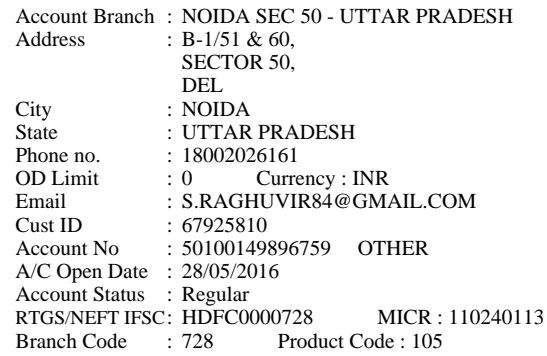 Account Branch : NOIDA SEC 50 - UTTAR PRADESH
Address : B-1/51 & 60,
SECTOR 50,
DEL
City : NOIDA
State : UTTAR PRADESH
Phone no. : 18002026161
OD Limit : 0 Currency : INR
Email : S.RAGHUVIR84@GMAIL.COM
Cust ID : 67925810
Account No : 50100149896759 OTHER
A/C Open Date : 28/05/2016
Account Status : Regular
RTGS/NEFT IFSC: HDFC0000728 MICR : 110240113
Branch Code : 728 Product Code : 105